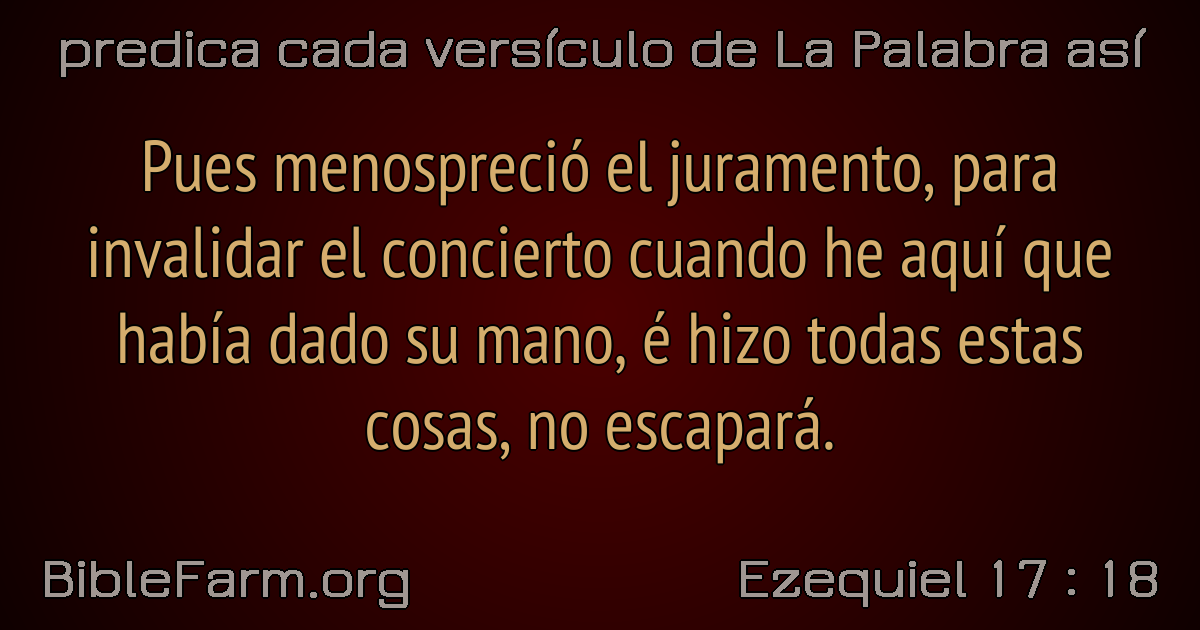 predica cada versículo de La Palabra así
Pues menospreció el juramento, para
invalidar el concierto cuando he aquí que
había dado su mano, é hizo todas estas
cosas, no escapará.
BibleFarm.org
Ezequiel 17 : 18